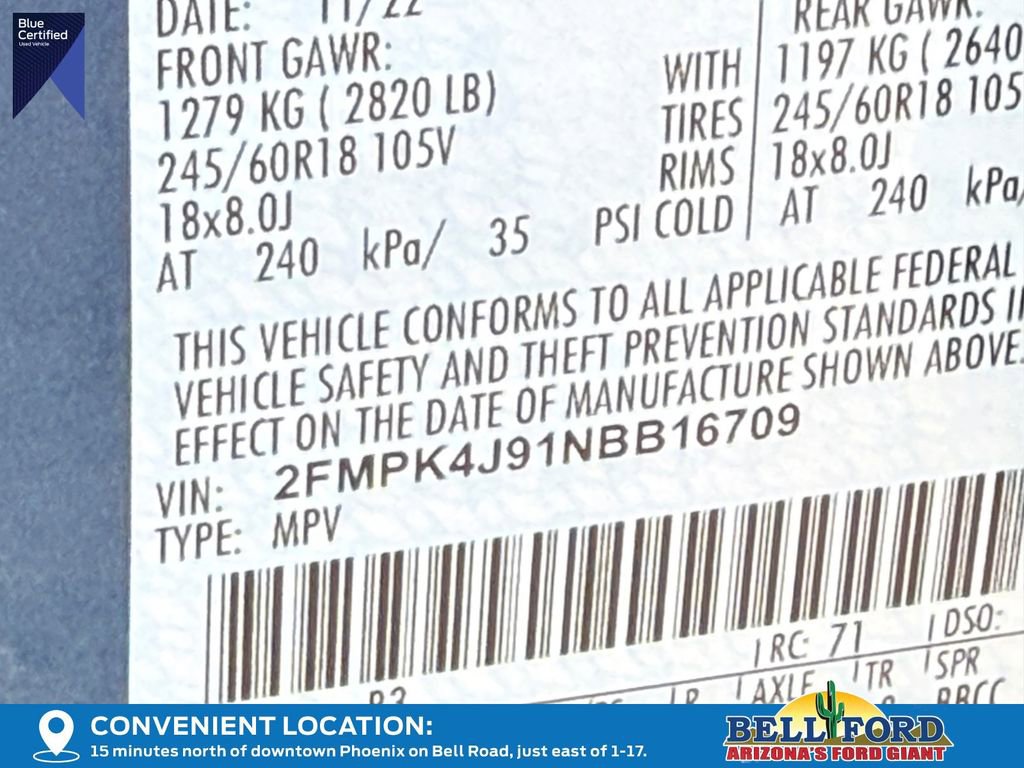 Blue
Certified
Used Vehicle
DATE: 11/22
FRONT GAWR:
1279 KG ( 2820 LB)
245/60R18 105V
18x8.0J
AT 240 kPa/ 35 PSI COLD
WITH
TIRES
RIMS
REAR GAWR:
1197 KG ( 2640
245/60R18 105
18x8.0J
AT 240 kPa/
THIS VEHICLE CONFORMS TO ALL APPLICABLE FEDERAL
VEHICLE SAFETY AND THEFT PREVENTION STANDARDS IN
EFFECT ON THE DATE OF MANUFACTURE SHOWN ABOVE.
VIN: 2FMPK4J91NBB16709
TYPE: MPV
RC: 71 DSO:
AXLE TR SPR
CONVENIENT LOCATION:
15 minutes north of downtown Phoenix on Bell Road, just east of 1-17.
BELL FORD
ARIZONA'S FORD GIANT